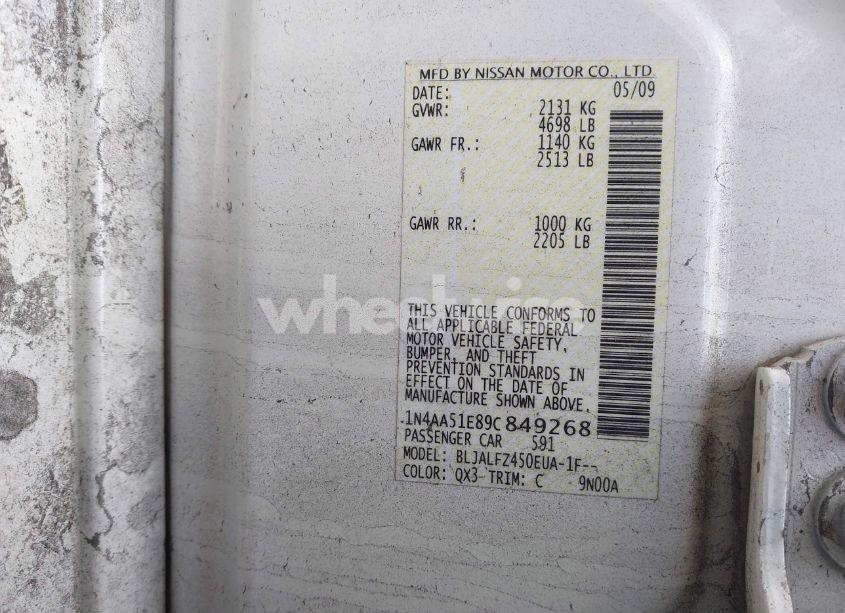 MFD BY NISSAN MOTOR CO., LTD.
DATE: 05/09
GVWR: 2131 KG
4698 LB
GAWR FR.: 1140 KG
2513 LB
GAWR RR.: 1000 KG
2205 LB
wheelwise
THIS VEHICLE CONFORMS TO
ALL APPLICABLE FEDERAL
MOTOR VEHICLE SAFETY,
BUMPER, AND THEFT
PREVENTION STANDARDS IN
EFFECT ON THE DATE OF
MANUFACTURE SHOWN ABOVE.
1N4AA51E89C849268
PASSENGER CAR 591
MODEL: BLJALFZ450EUA-1F--
COLOR: QX3 TRIM: C 9N00A